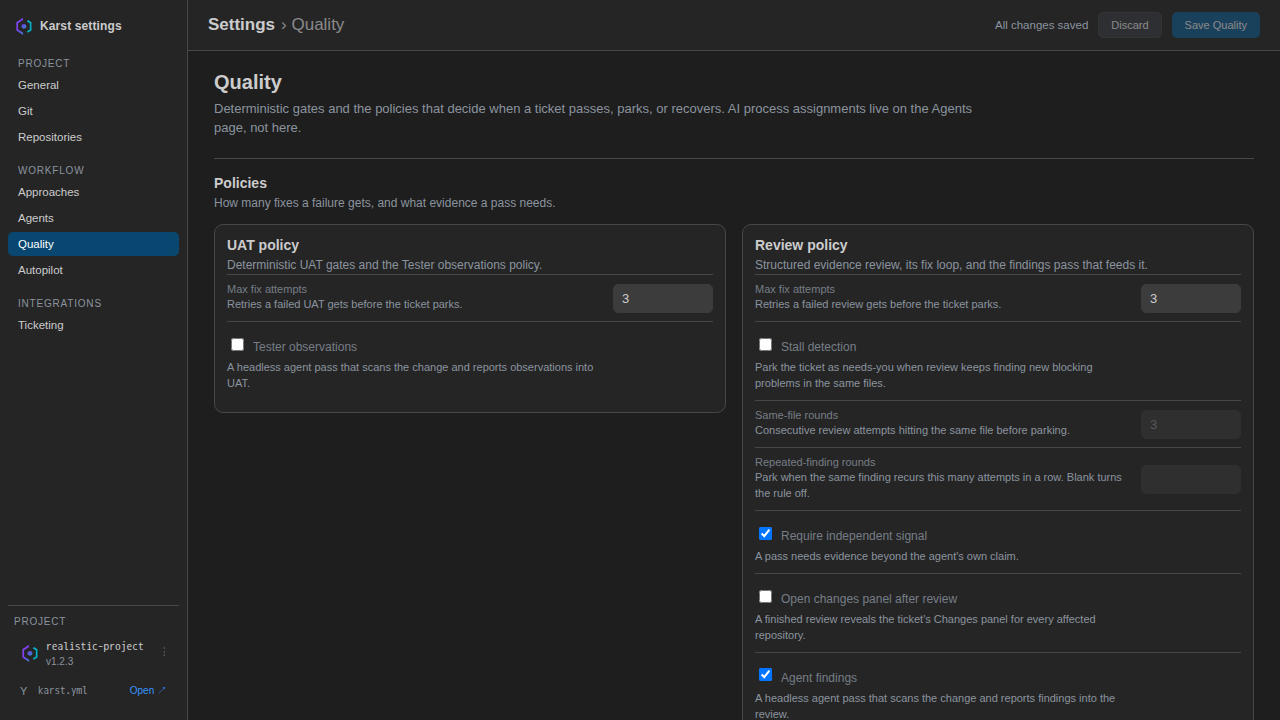 Karst settings
PROJECT
General
Git
Repositories
WORKFLOW
Approaches
Agents
Quality
Autopilot
INTEGRATIONS
Ticketing
PROJECT
realistic-project
v1.2.3
Y karst.yml Open ↗
Settings › Quality
All changes saved
Discard
Save Quality
Quality
Deterministic gates and the policies that decide when a ticket passes, parks, or recovers. AI process assignments live on the Agents
page, not here.
Policies
How many fixes a failure gets, and what evidence a pass needs.
UAT policy
Deterministic UAT gates and the Tester observations policy.
Max fix attempts
Retries a failed UAT gets before the ticket parks.
3
Tester observations
A headless agent pass that scans the change and reports observations into
UAT.
Review policy
Structured evidence review, its fix loop, and the findings pass that feeds it.
Max fix attempts
Retries a failed review gets before the ticket parks.
3
Stall detection
Park the ticket as needs-you when review keeps finding new blocking
problems in the same files.
Same-file rounds
Consecutive review attempts hitting the same file before parking.
3
Repeated-finding rounds
Park when the same finding recurs this many attempts in a row. Blank turns
the rule off.
Require independent signal
A pass needs evidence beyond the agent's own claim.
Open changes panel after review
A finished review reveals the ticket's Changes panel for every affected
repository.
Agent findings
A headless agent pass that scans the change and reports findings into the
review.